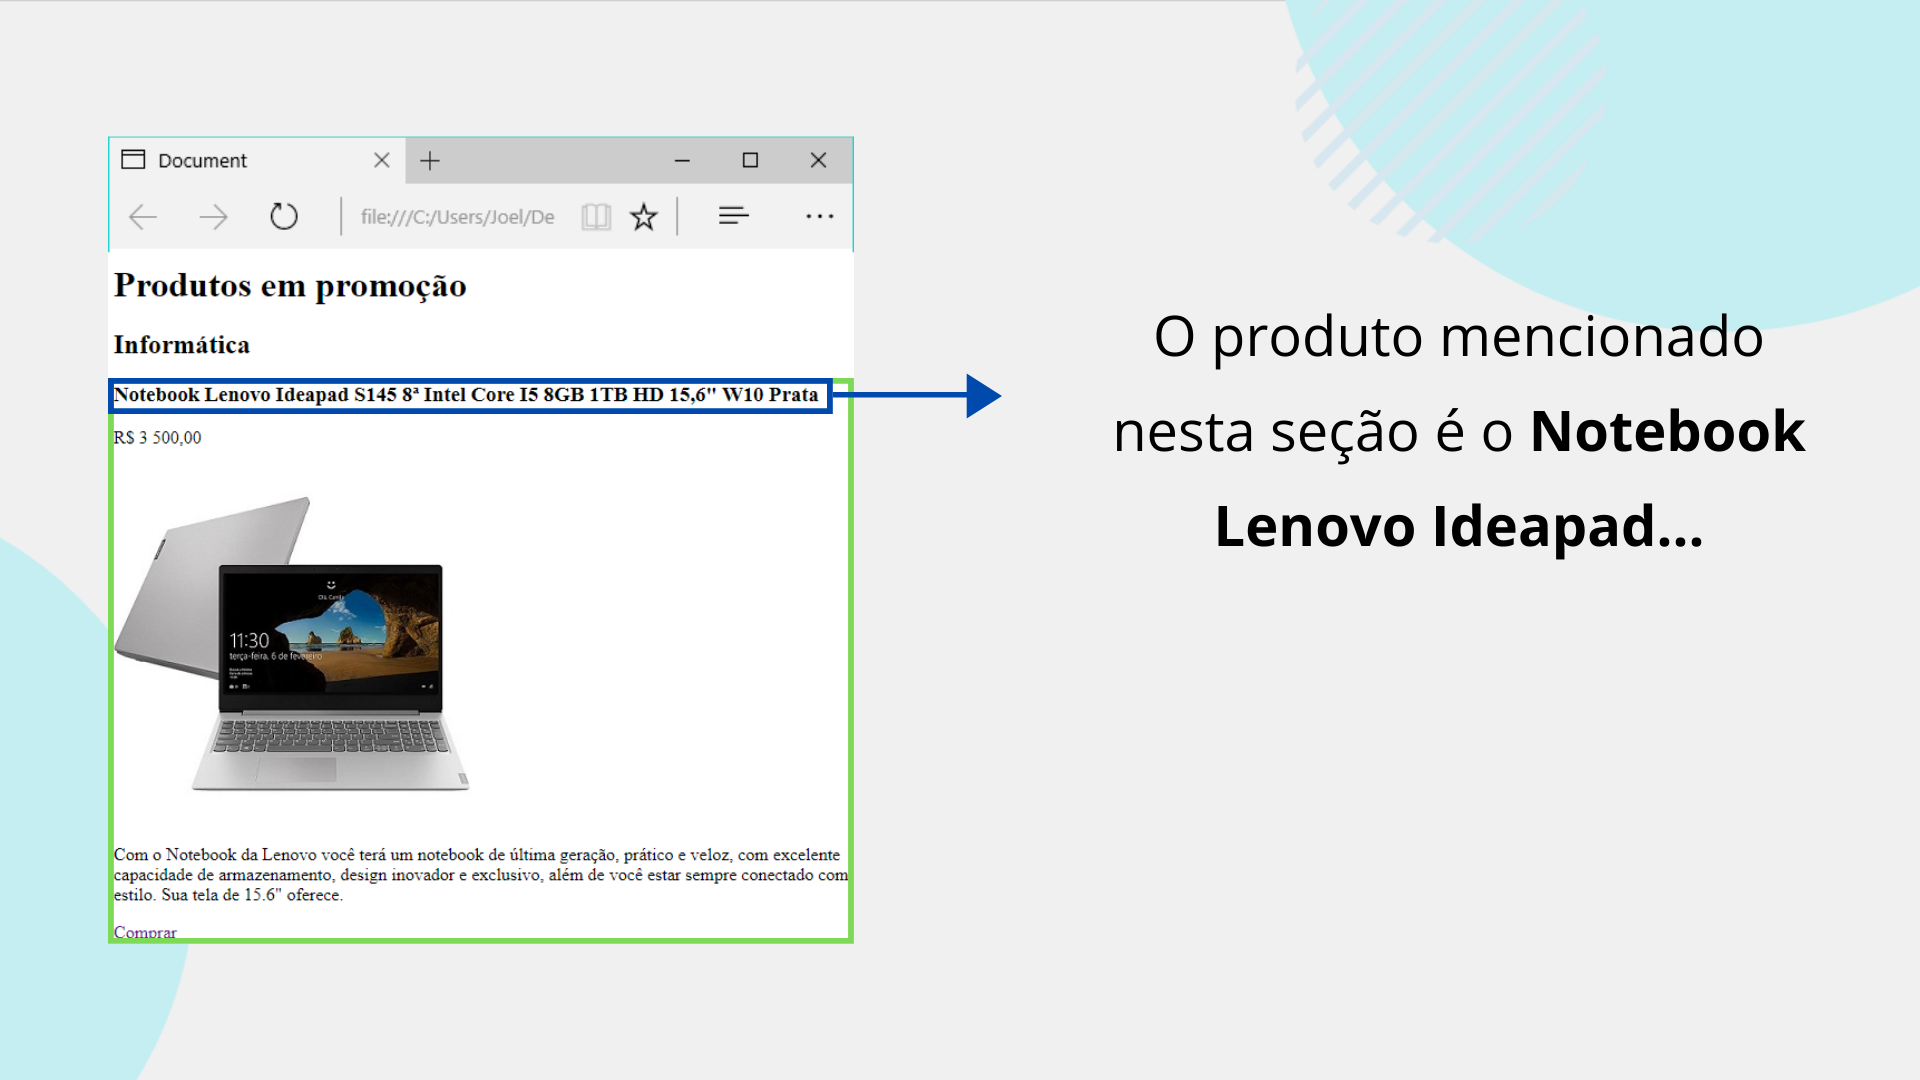 Document
file:///C:/Users/Joel/De
Produtos em promoção
Informática
Notebook Lenovo Ideapad S145 8ª Intel Core I5 8GB 1TB HD 15,6" W10 Prata
R$ 3 500,00
11:30
terça-feira, 6 de fevereiro
Com o Notebook da Lenovo você terá um notebook de última geração, prático e veloz, com excelente
capacidade de armazenamento, design inovador e exclusivo, além de você estar sempre conectado com
estilo. Sua tela de 15.6" oferece.
Comprar
O produto mencionado
nesta seção é o Notebook
Lenovo Ideapad...